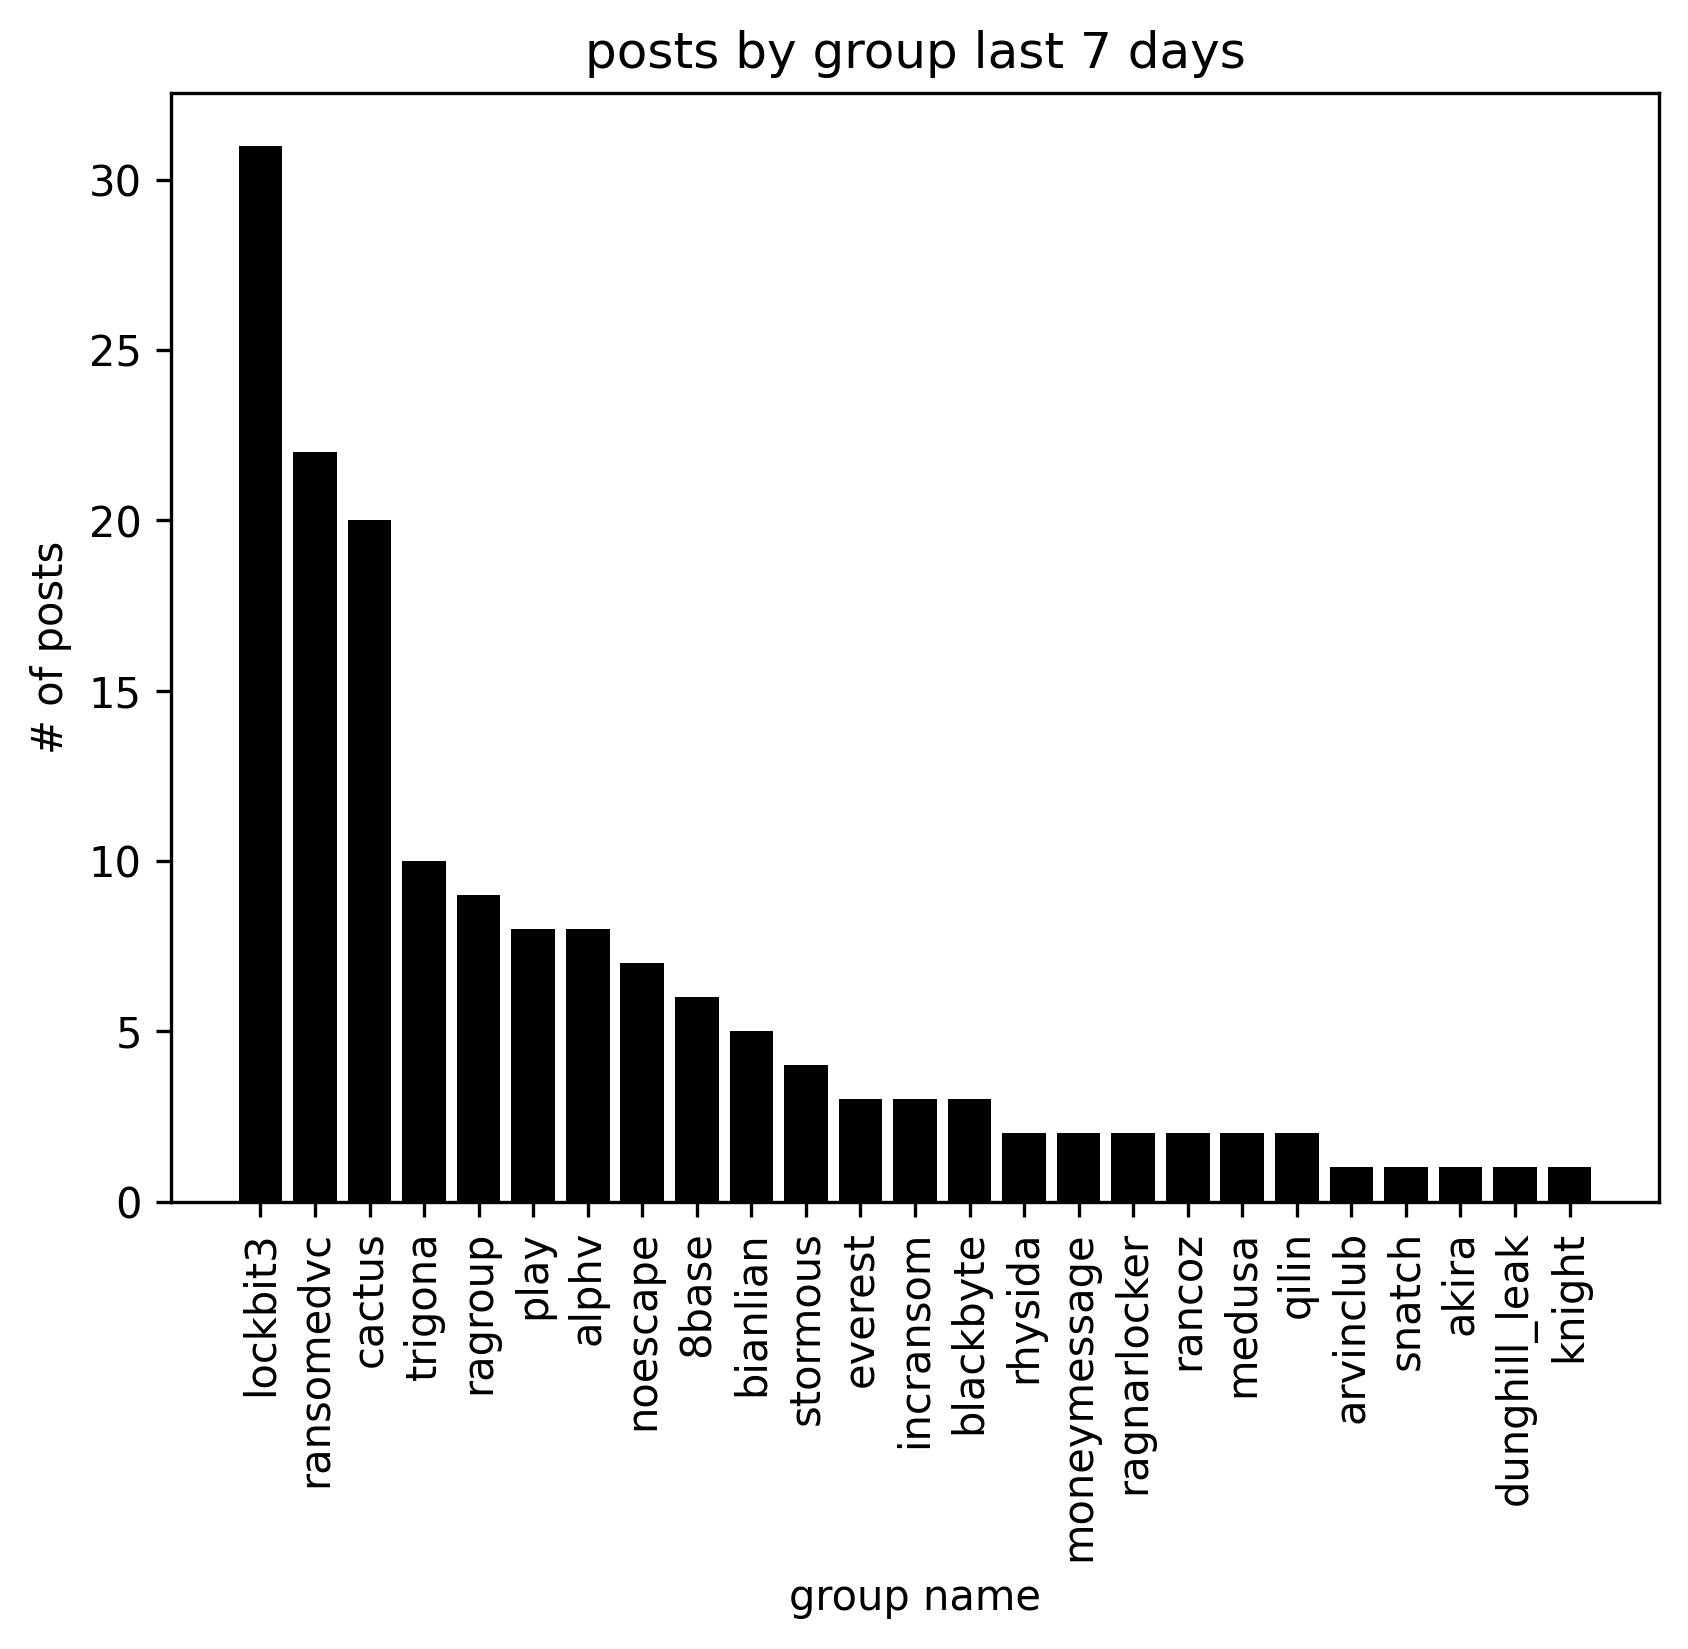 posts by group last 7 days
30
25
20
15
10
5
0
# of posts
lockbit3
ransomedvc
cactus
trigona
ragroup
play
alphv
noescape
8base
bianlian
stormous
everest
incransom
blackbyte
rhysida
moneymessage
ragnarlocker
rancoz
medusa
qilin
arvinclub
snatch
akira
dunghill_leak
knight
group name